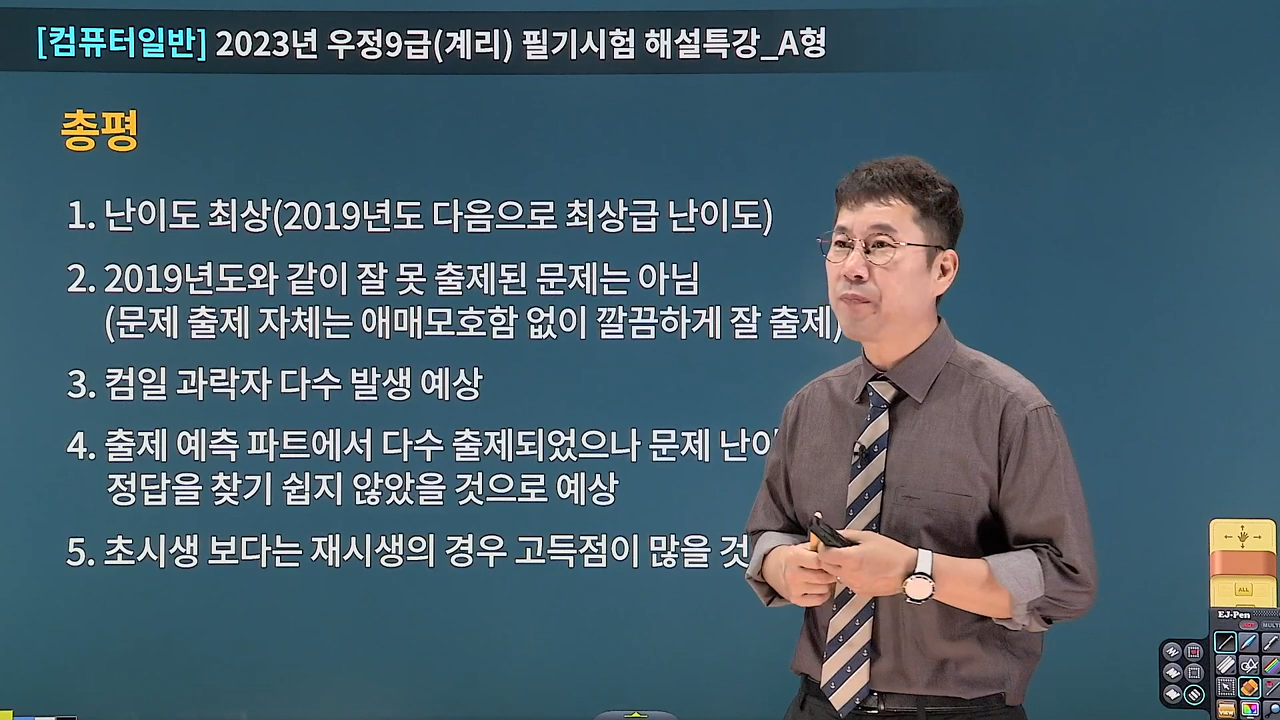 [컴퓨터일반] 2023년 우정9급(계리) 필기시험 해설특강_A형
총평
1. 난이도 최상(2019년도 다음으로 최상급 난이도)
2. 2019년도와 같이 잘 못 출제된 문제는 아님
(문제 출제 자체는 애매모호함 없이 깔끔하게 잘 출제)
3. 컴일 과락자 다수 발생 예상
4. 출제 예측 파트에서 다수 출제되었으나 문제
정답을 찾기 쉽지 않았을 것으로 예상
5. 초시생 보다는 재시생의 경우 고득점이 많을 것
ALL
EJ-Pen